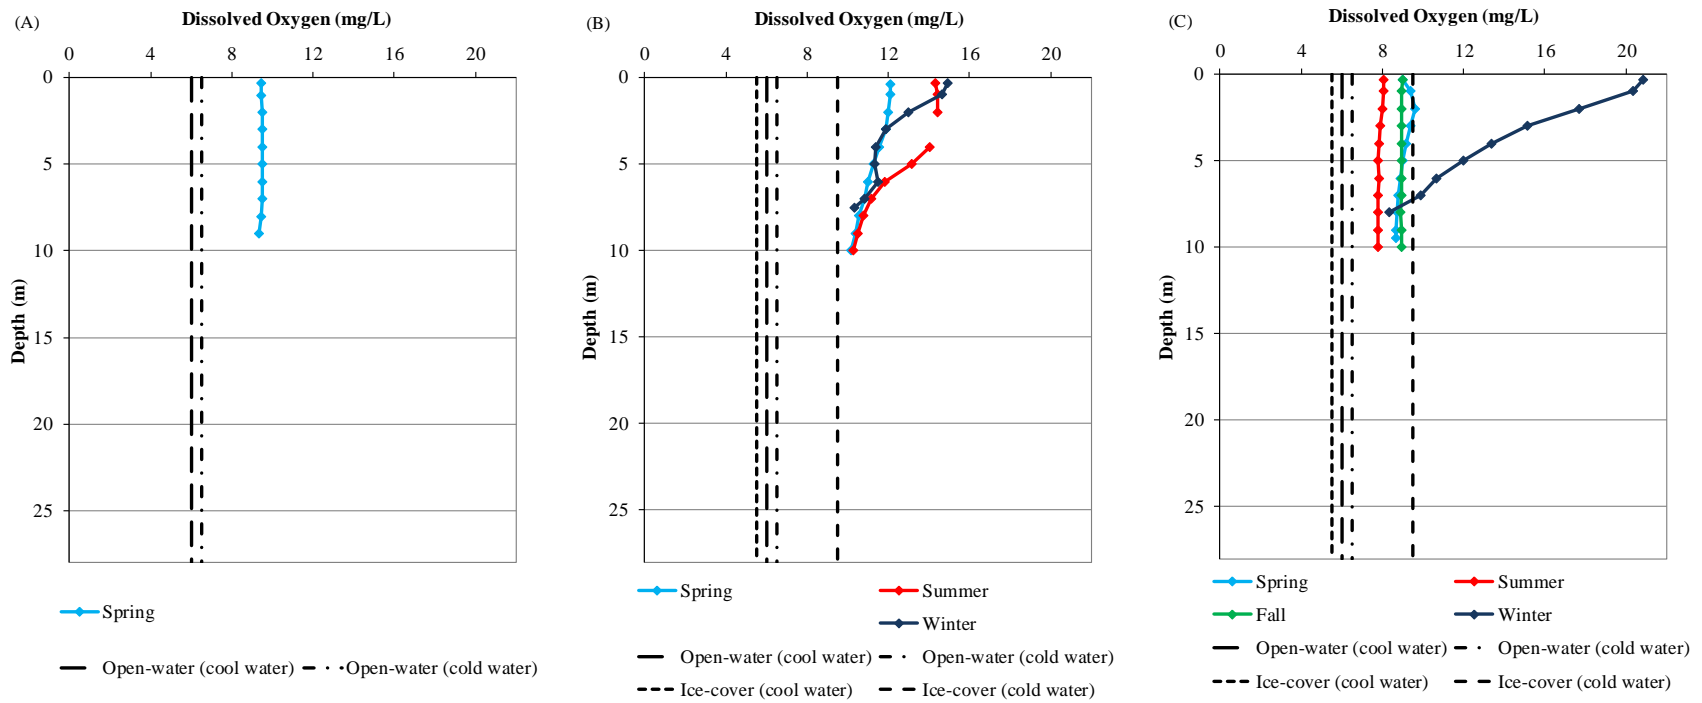 (A)
Dissolved Oxygen (mg/L)
0 4 8 12 16 20
0
5
10
15
20
25
Depth (m)
Spring
Open-water (cool water) Open-water (cold water)
(B)
Dissolved Oxygen (mg/L)
0 4 8 12 16 20
0
5
10
15
20
25
Depth (m)
Spring Summer
Winter
Open-water (cool water) Open-water (cold water)
Ice-cover (cool water) Ice-cover (cold water)
(C)
Dissolved Oxygen (mg/L)
0 4 8 12 16 20
0
5
10
15
20
25
Depth (m)
Spring Summer
Fall Winter
Open-water (cool water) Open-water (cold water)
Ice-cover (cool water) Ice-cover (cold water)